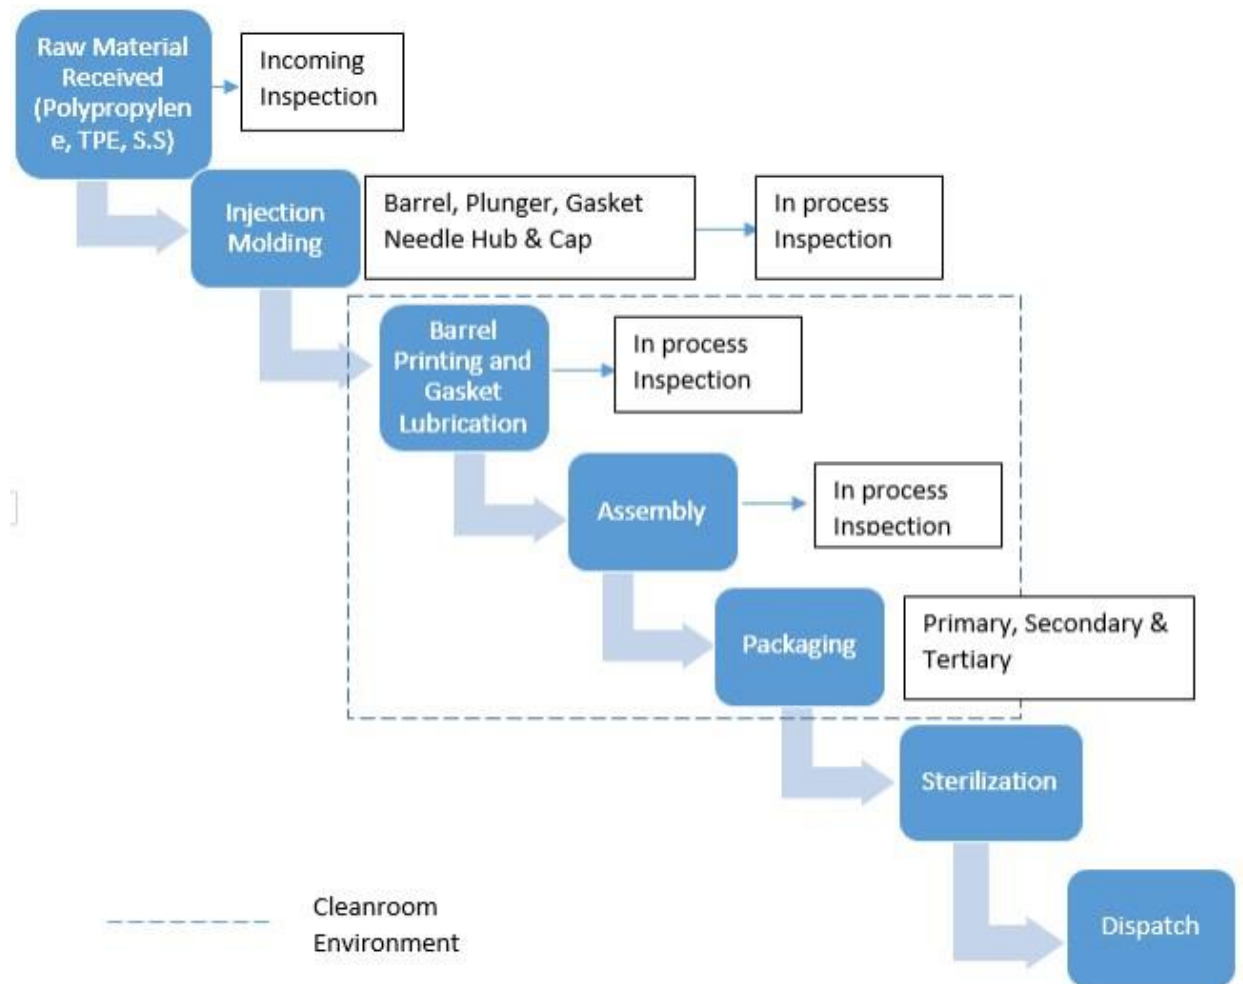 Raw Material
Received
(Polypropylen
e, TPE, S.S)
Incoming
Inspection
Injection
Molding
Barrel, Plunger, Gasket
Needle Hub & Cap
In process
Inspection
Barrel
Printing and
Gasket
Lubrication
In process
Inspection
Assembly
In process
Inspection
Packaging
Primary, Secondary &
Tertiary
Sterilization
Dispatch
Cleanroom
Environment